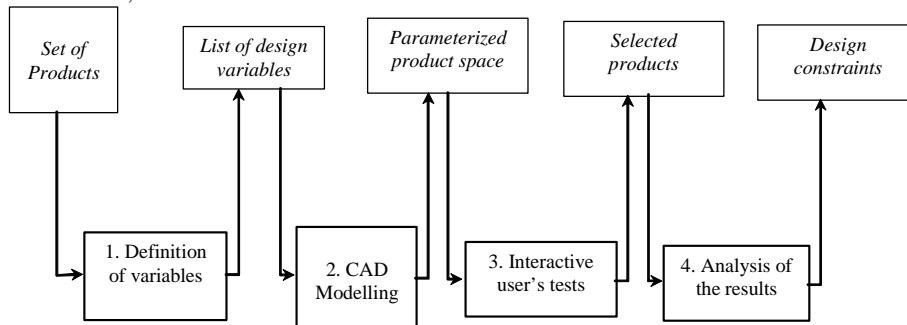 Set of
Products
List of design
variables
Parameterized
product space
Selected
products
Design
constraints
1. Definition
of variables
2. CAD
Modelling
3. Interactive
user's tests
4. Analysis of
the results